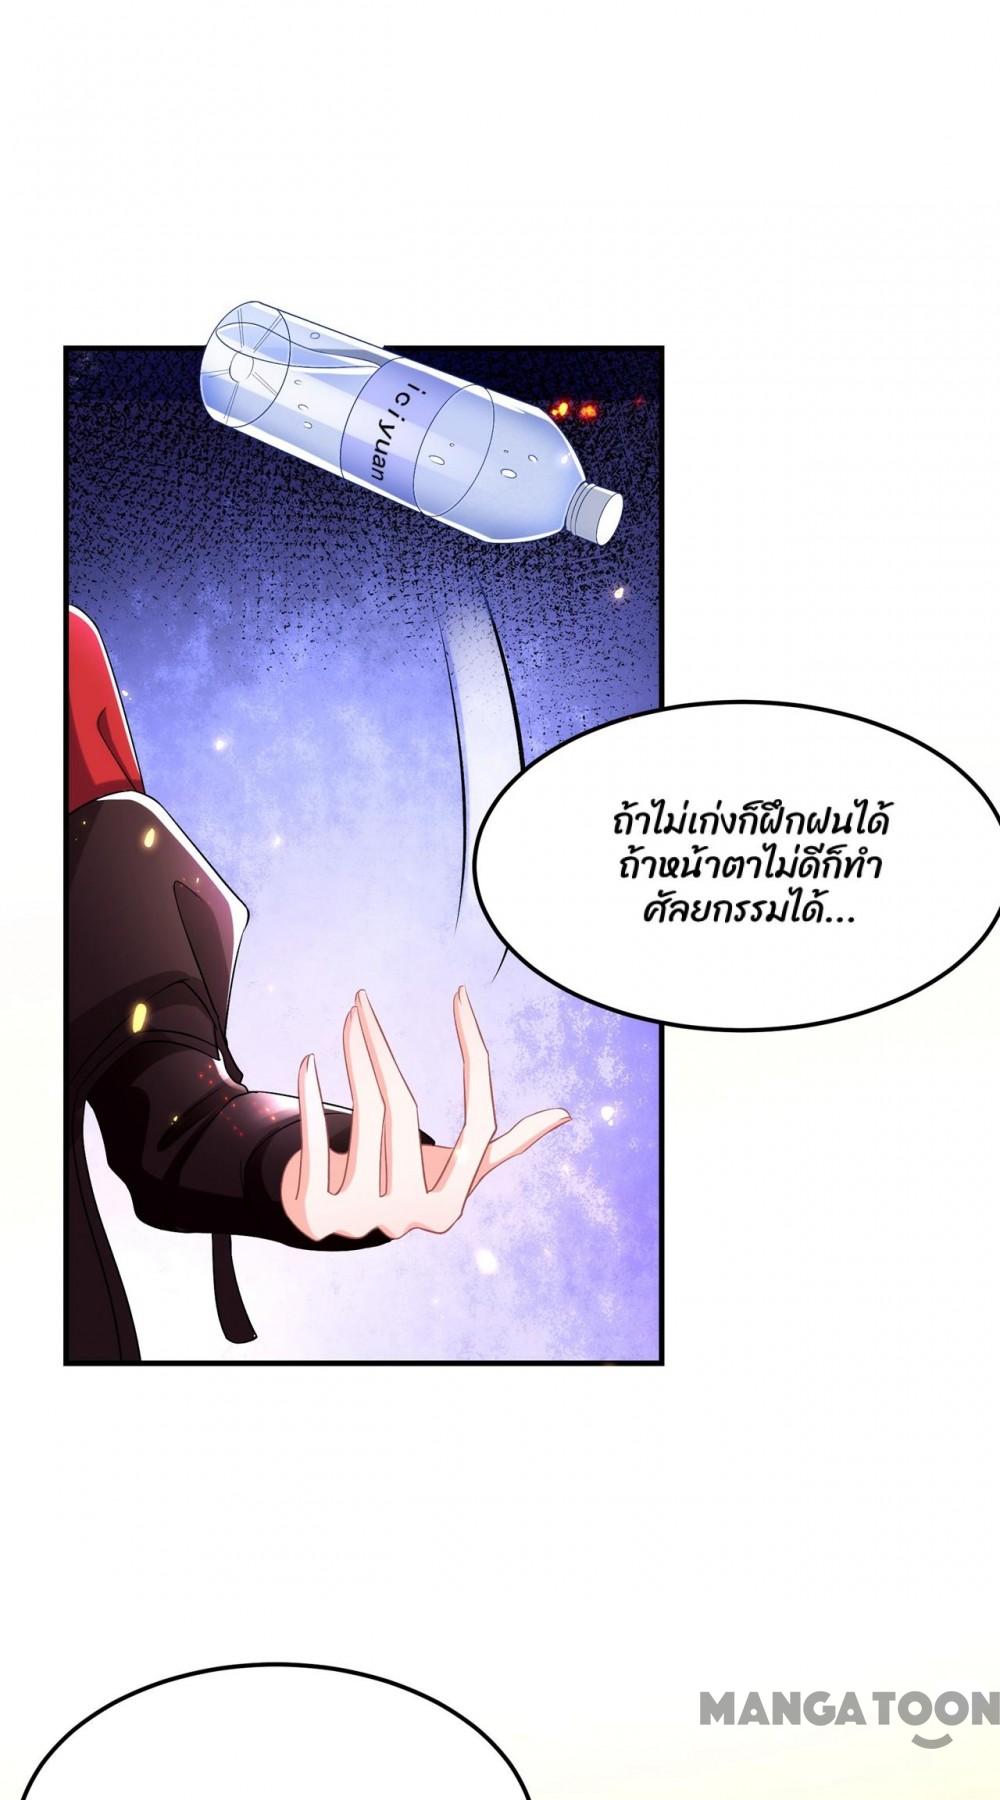 iciyuan
ถ้าไม่เก่งก็ฝึกฝนได้
ถ้าหน้าตาไม่ดีก็ทำ
ศัลยกรรมได้...
MANGATOON